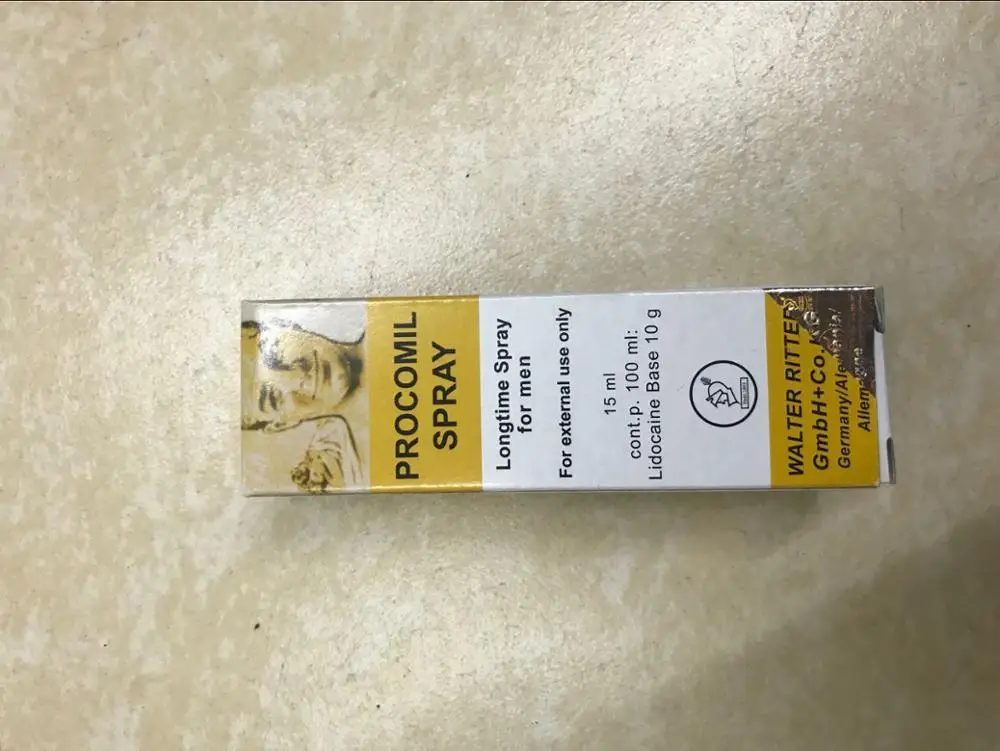 PROCOMIL
SPRAY
Longtime Spray
for men
For external use only
15 ml
cont.p. 100 ml:
Lidocaine Base 10 g
WALTER RITTER
GmbH+Co.
Germany/